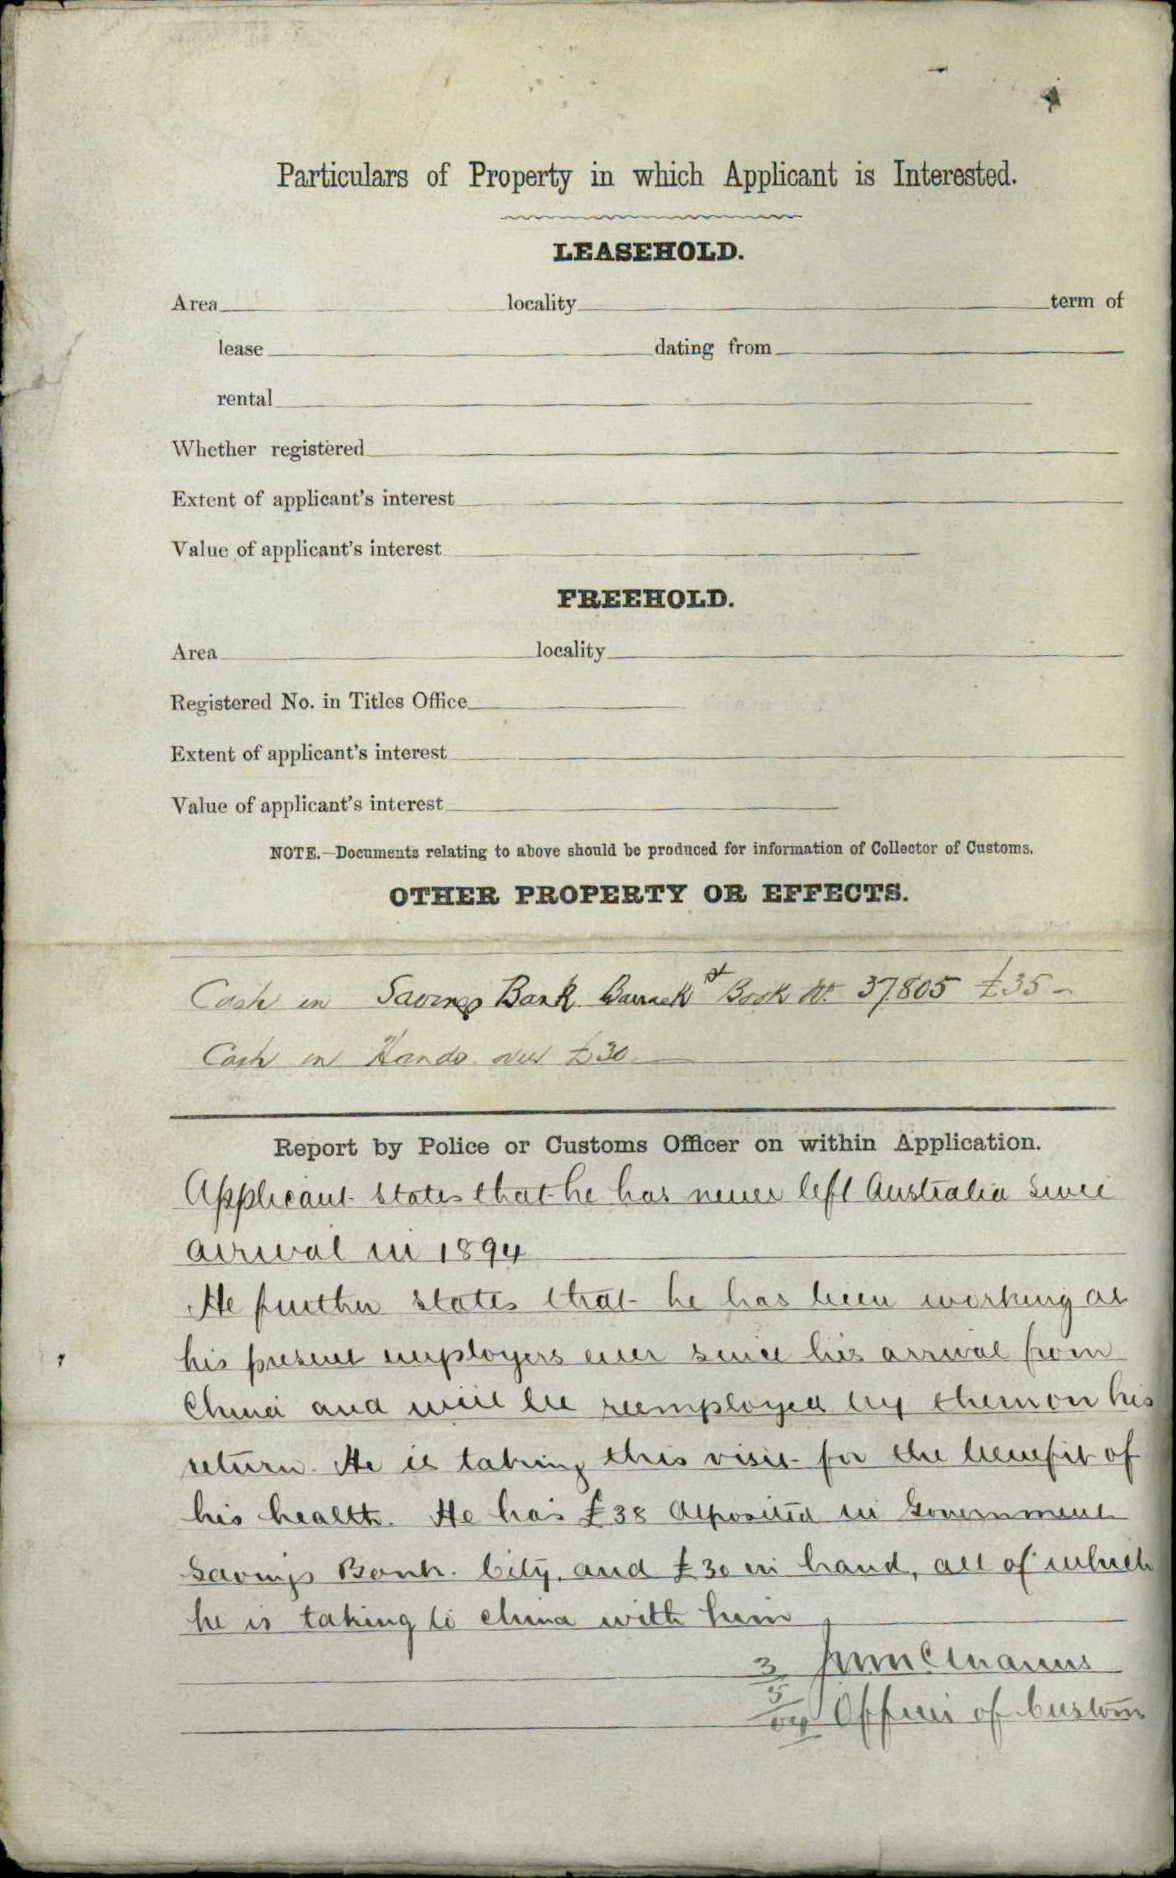 Particulars of Property in which Applicant is Interested.
LEASEHOLD.
Area locality term of
lease dating from
rental
Whether registered
Extent of applicant's interest
Value of applicant's interest
FREEHOLD.
Area locality
Registered No. in Titles Office
Extent of applicant's interest
Value of applicant's interest
NOTE.—Documents relating to above should be produced for information of Collector of Customs.
OTHER PROPERTY OR EFFECTS.
Cash in Savings Bank Barrack St Book No. 37805 £35-
Cash in Hands over £30
Report by Police or Customs Officer on within Application.
Applicant states that he has never left Australia since
arrival in 1894
He further states that he has been working at
his present employers ever since his arrival from
China and will be reemployed by them on his
return. He is taking this visit for the benefit of
his health. He has £38 deposited in Government
Savings Bank. City, and £30 in hand, all of which
he is taking to China with him
3 
5 
04 Officer of Customs